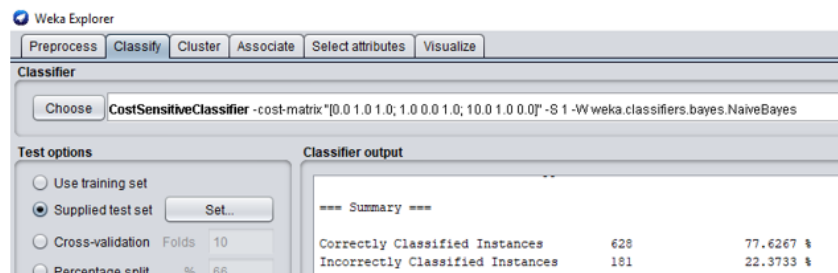 Weka Explorer
Preprocess Classify Cluster Associate Select attributes Visualize
Classifier
Choose CostSensitiveClassifier -cost-matrix "[0.0 1.0 1.0; 1.0 0.0 1.0; 10.0 1.0 0.0]" -S 1 -W weka.classifiers.bayes.NaiveBayes
Test options
Classifier output
Use training set
Supplied test set Set...
=== Summary ===
Cross-validation Folds 10
Correctly Classified Instances 628 77.6267 %
Incorrectly Classified Instances 181 22.3733 %
Percentage split % 66